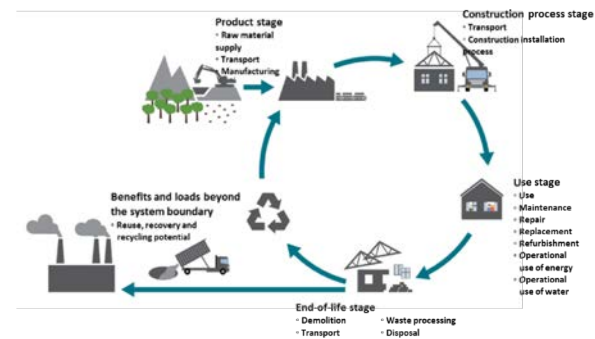 Product stage
• Raw material
supply
• Transport
• Manufacturing
Construction process stage
• Transport
• Construction installation
process
Use stage
• Use
• Maintenance
• Repair
• Replacement
• Refurbishment
• Operational
use of energy
• Operational
use of water
End-of-life stage
• Demolition
• Transport
• Waste processing
• Disposal
Benefits and loads beyond
the system boundary
• Reuse, recovery and
recycling potential